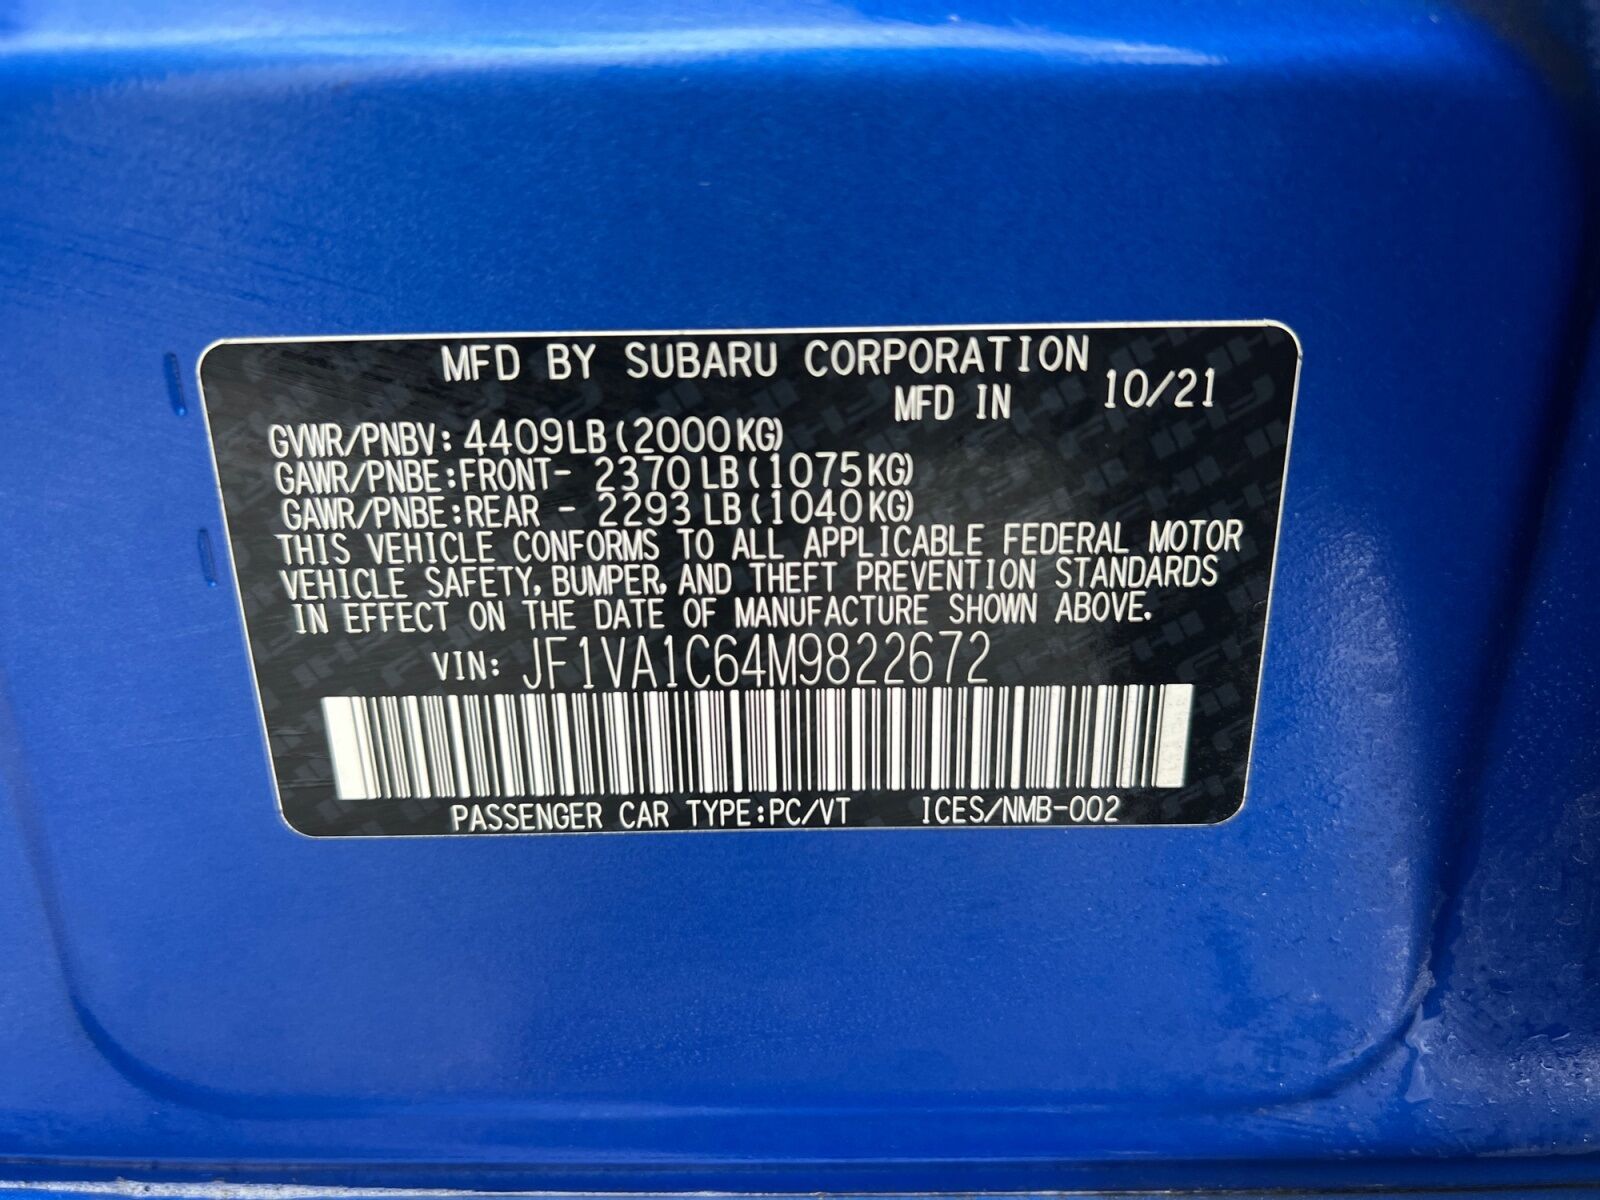 MFD BY SUBARU CORPORATION
MFD IN 10/21
GVWR/PNBV: 4409LB(2000KG)
GAWR/PNBE:FRONT- 2370LB(1075KG)
GAWR/PNBE:REAR - 2293LB(1040KG)
THIS VEHICLE CONFORMS TO ALL APPLICABLE FEDERAL MOTOR
VEHICLE SAFETY, BUMPER, AND THEFT PREVENTION STANDARDS
IN EFFECT ON THE DATE OF MANUFACTURE SHOWN ABOVE.
VIN: JF1VA1C64M9822672
PASSENGER CAR TYPE:PC/VT ICES/NMB-002